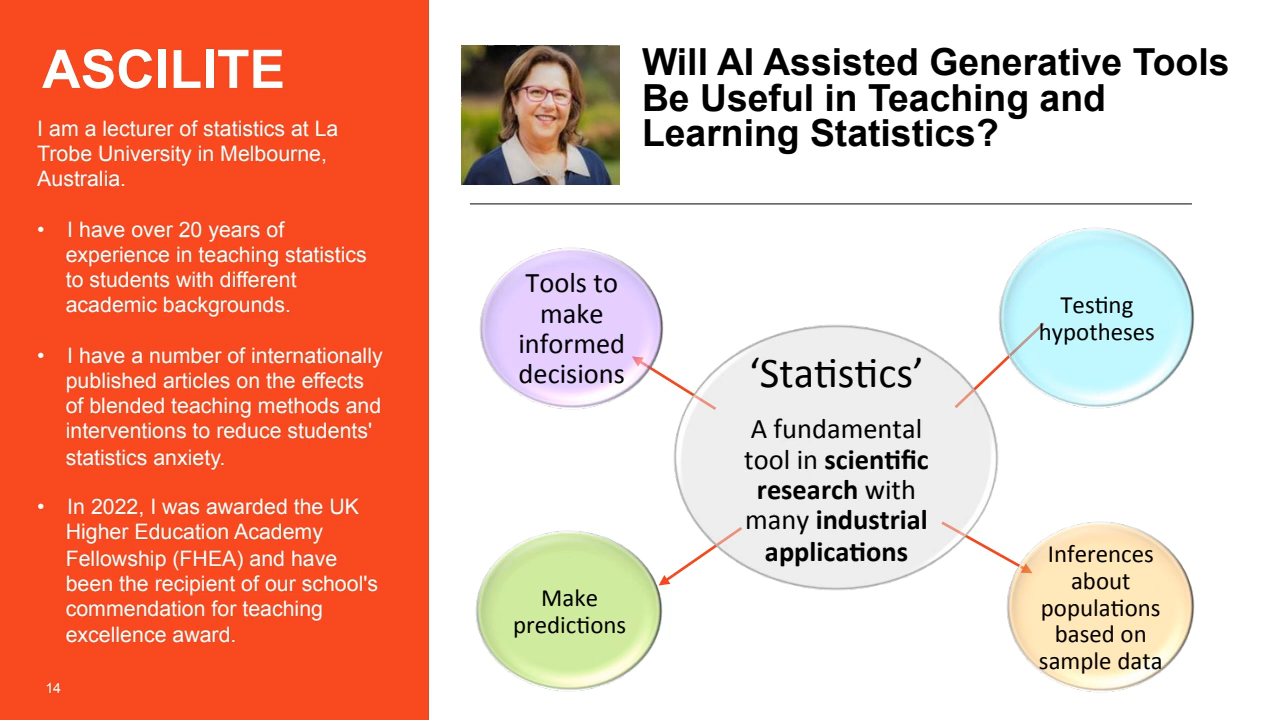 ASCILITE
I am a lecturer of statistics at La
Trobe University in Melbourne,
Australia.
• I have over 20 years of
experience in teaching statistics
to students with different
academic backgrounds.
• I have a number of internationally
published articles on the effects
of blended teaching methods and
interventions to reduce students'
statistics anxiety.
• In 2022, I was awarded the UK
Higher Education Academy
Fellowship (FHEA) and have
been the recipient of our school's
commendation for teaching
excellence award.
14
Will AI Assisted Generative Tools
Be Useful in Teaching and
Learning Statistics?
Tools to
make
informed
decisions
Testing
hypotheses
‘Statistics’
A fundamental
tool in scientific
research with
many industrial
applications
Make
predictions
Inferences
about
populations
based on
sample data